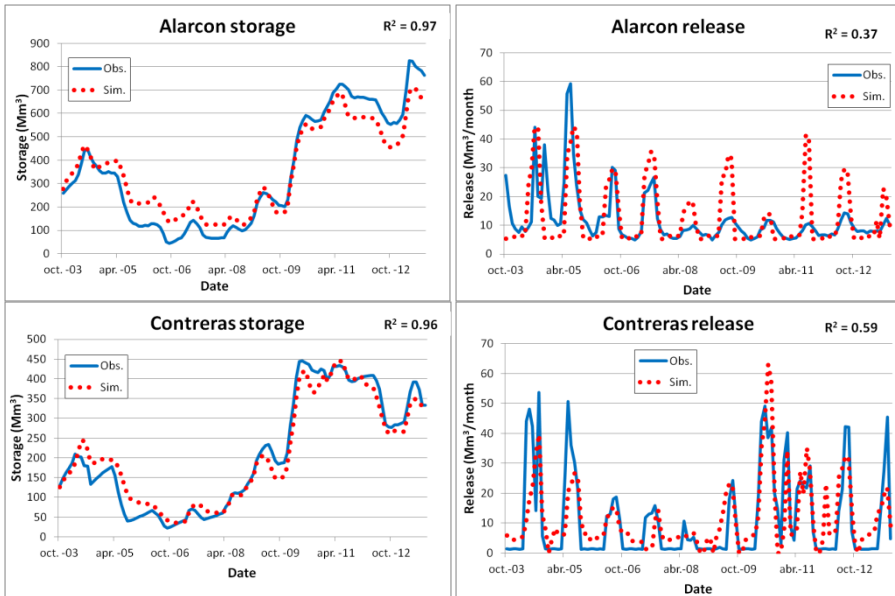 Alarcon storage
R² = 0.97
Obs.
Sim.
900
800
700
600
500
400
300
200
100
0
Storage (Mm³)
oct. -03 apr. -05 oct. -06 apr. -08 oct. -09 apr. -11 oct. -12
Date
Alarcon release
R² = 0.37
Obs.
Sim.
70
60
50
40
30
20
10
0
Release (Mm³/month)
oct.-03 abr.-05 oct.-06 abr.-08 oct.-09 abr.-11 oct.-12
Date
Contreras storage
R² = 0.96
Obs.
Sim.
500
450
400
350
300
250
200
150
100
50
0
Storage (Mm³)
oct. -03 apr. -05 oct. -06 apr. -08 oct. -09 apr. -11 oct. -12
Date
Contreras release
R² = 0.59
Obs.
Sim.
70
60
50
40
30
20
10
0
Release (Mm³/month)
oct.-03 abr.-05 oct.-06 abr.-08 oct.-09 abr.-11 oct.-12
Date